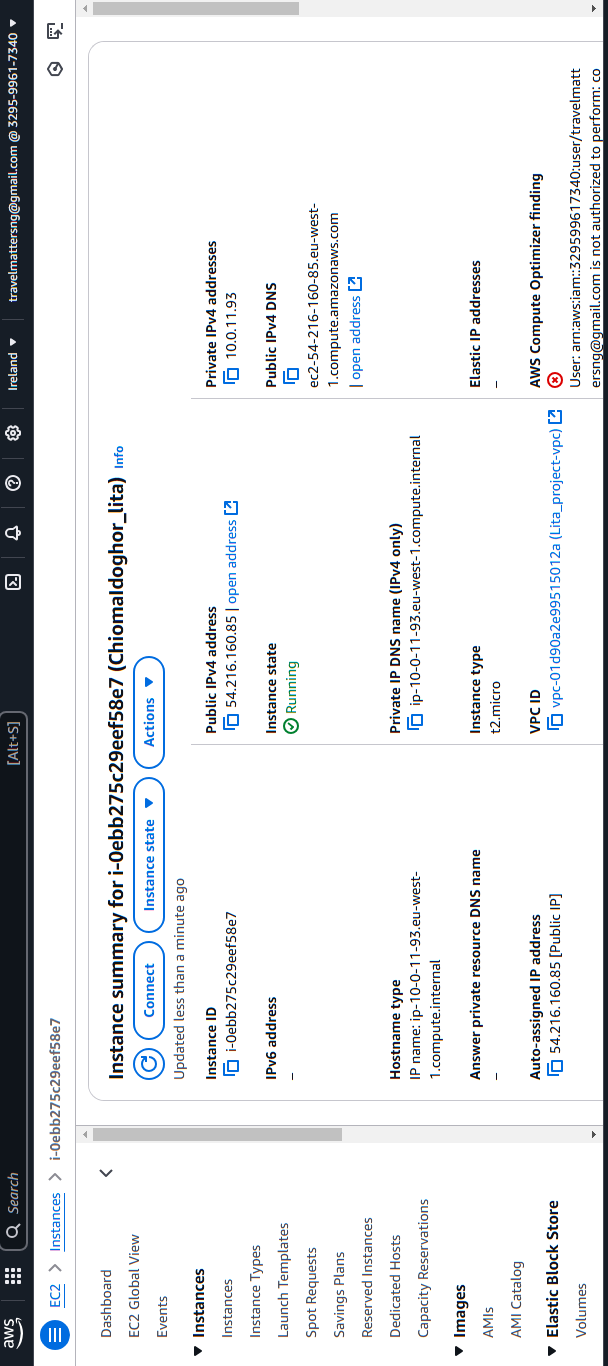 aws
Search
[Alt+S]
Ireland
travelmattersng@gmail.com @ 3295-9961-7340
EC2
Instances
i-0ebb275c29eef58e7
Dashboard
EC2 Global View
Events
Instances
Instances
Instance Types
Launch Templates
Spot Requests
Savings Plans
Reserved Instances
Dedicated Hosts
Capacity Reservations
Images
AMIs
AMI Catalog
Elastic Block Store
Volumes
Instance summary for i-0ebb275c29eef58e7 (Chiomaldoghor_lita) Info
Connect
Instance state
Actions
Updated less than a minute ago
Instance ID
i-0ebb275c29eef58e7
Public IPv4 address
54.216.160.85 | open address
Private IPv4 addresses
10.0.11.93
IPv6 address
–
Instance state
Running
Public IPv4 DNS
ec2-54-216-160-85.eu-west-
1.compute.amazonaws.com
| open address
Hostname type
IP name: ip-10-0-11-93.eu-west-
1.compute.internal
Private IP DNS name (IPv4 only)
ip-10-0-11-93.eu-west-1.compute.internal
Answer private resource DNS name
–
Instance type
t2.micro
Elastic IP addresses
–
Auto-assigned IP address
54.216.160.85 [Public IP]
VPC ID
vpc-01d90a2e99515012a (Lita_project-vpc)
AWS Compute Optimizer finding
User: arn:aws:iam::329599617340:user/travelmatt
ersng@gmail.com is not authorized to perform: co